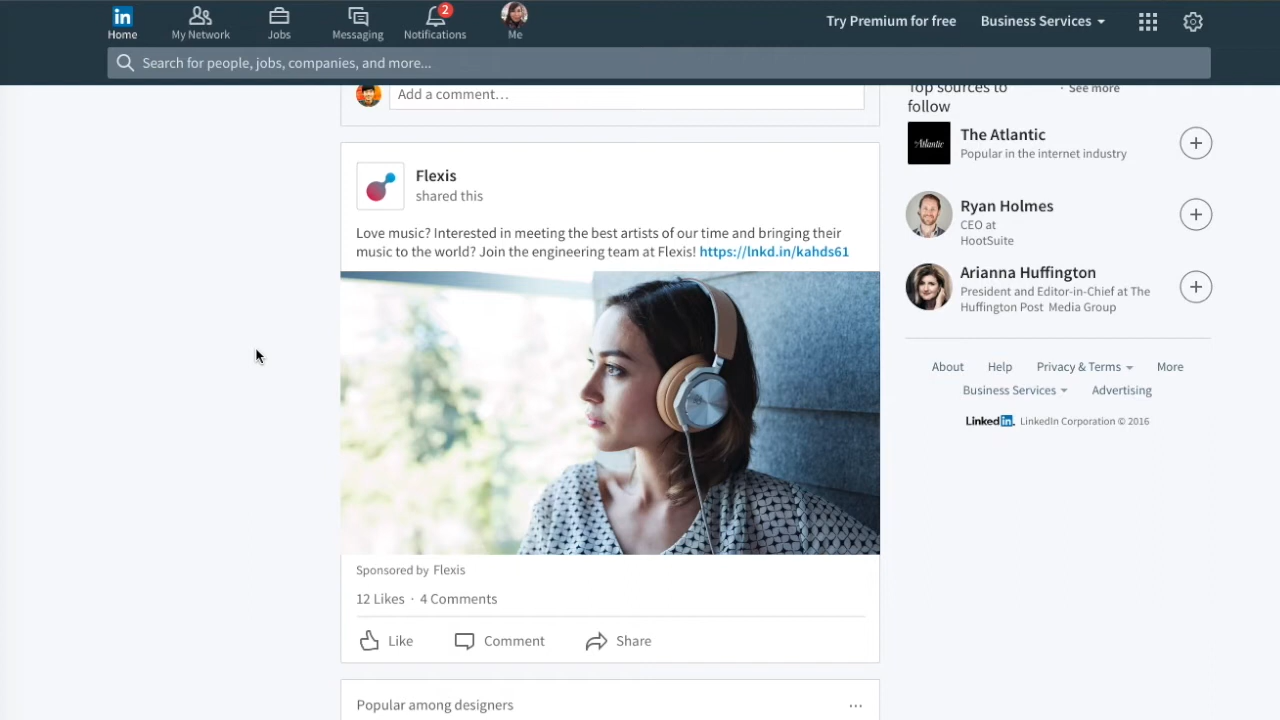 in
2
Home
My Network
Jobs
Messaging
Notifications
Me
Try Premium for free
Business Services
Search for people, jobs, companies, and more...
Add a comment...
Flexis
shared this
Love music? Interested in meeting the best artists of our time and bringing their
music to the world? Join the engineering team at Flexis! https://lnkd.in/kahds61
Sponsored by Flexis
12 Likes · 4 Comments
Like
Comment
Share
Popular among designers
...
Top sources to
follow
· See more
Atlantic
The Atlantic
Popular in the internet industry
Ryan Holmes
CEO at
HootSuite
Arianna Huffington
President and Editor-in-Chief at The
Huffington Post Media Group
About
Help
Privacy & Terms
More
Business Services
Advertising
Linkedin. LinkedIn Corporation © 2016